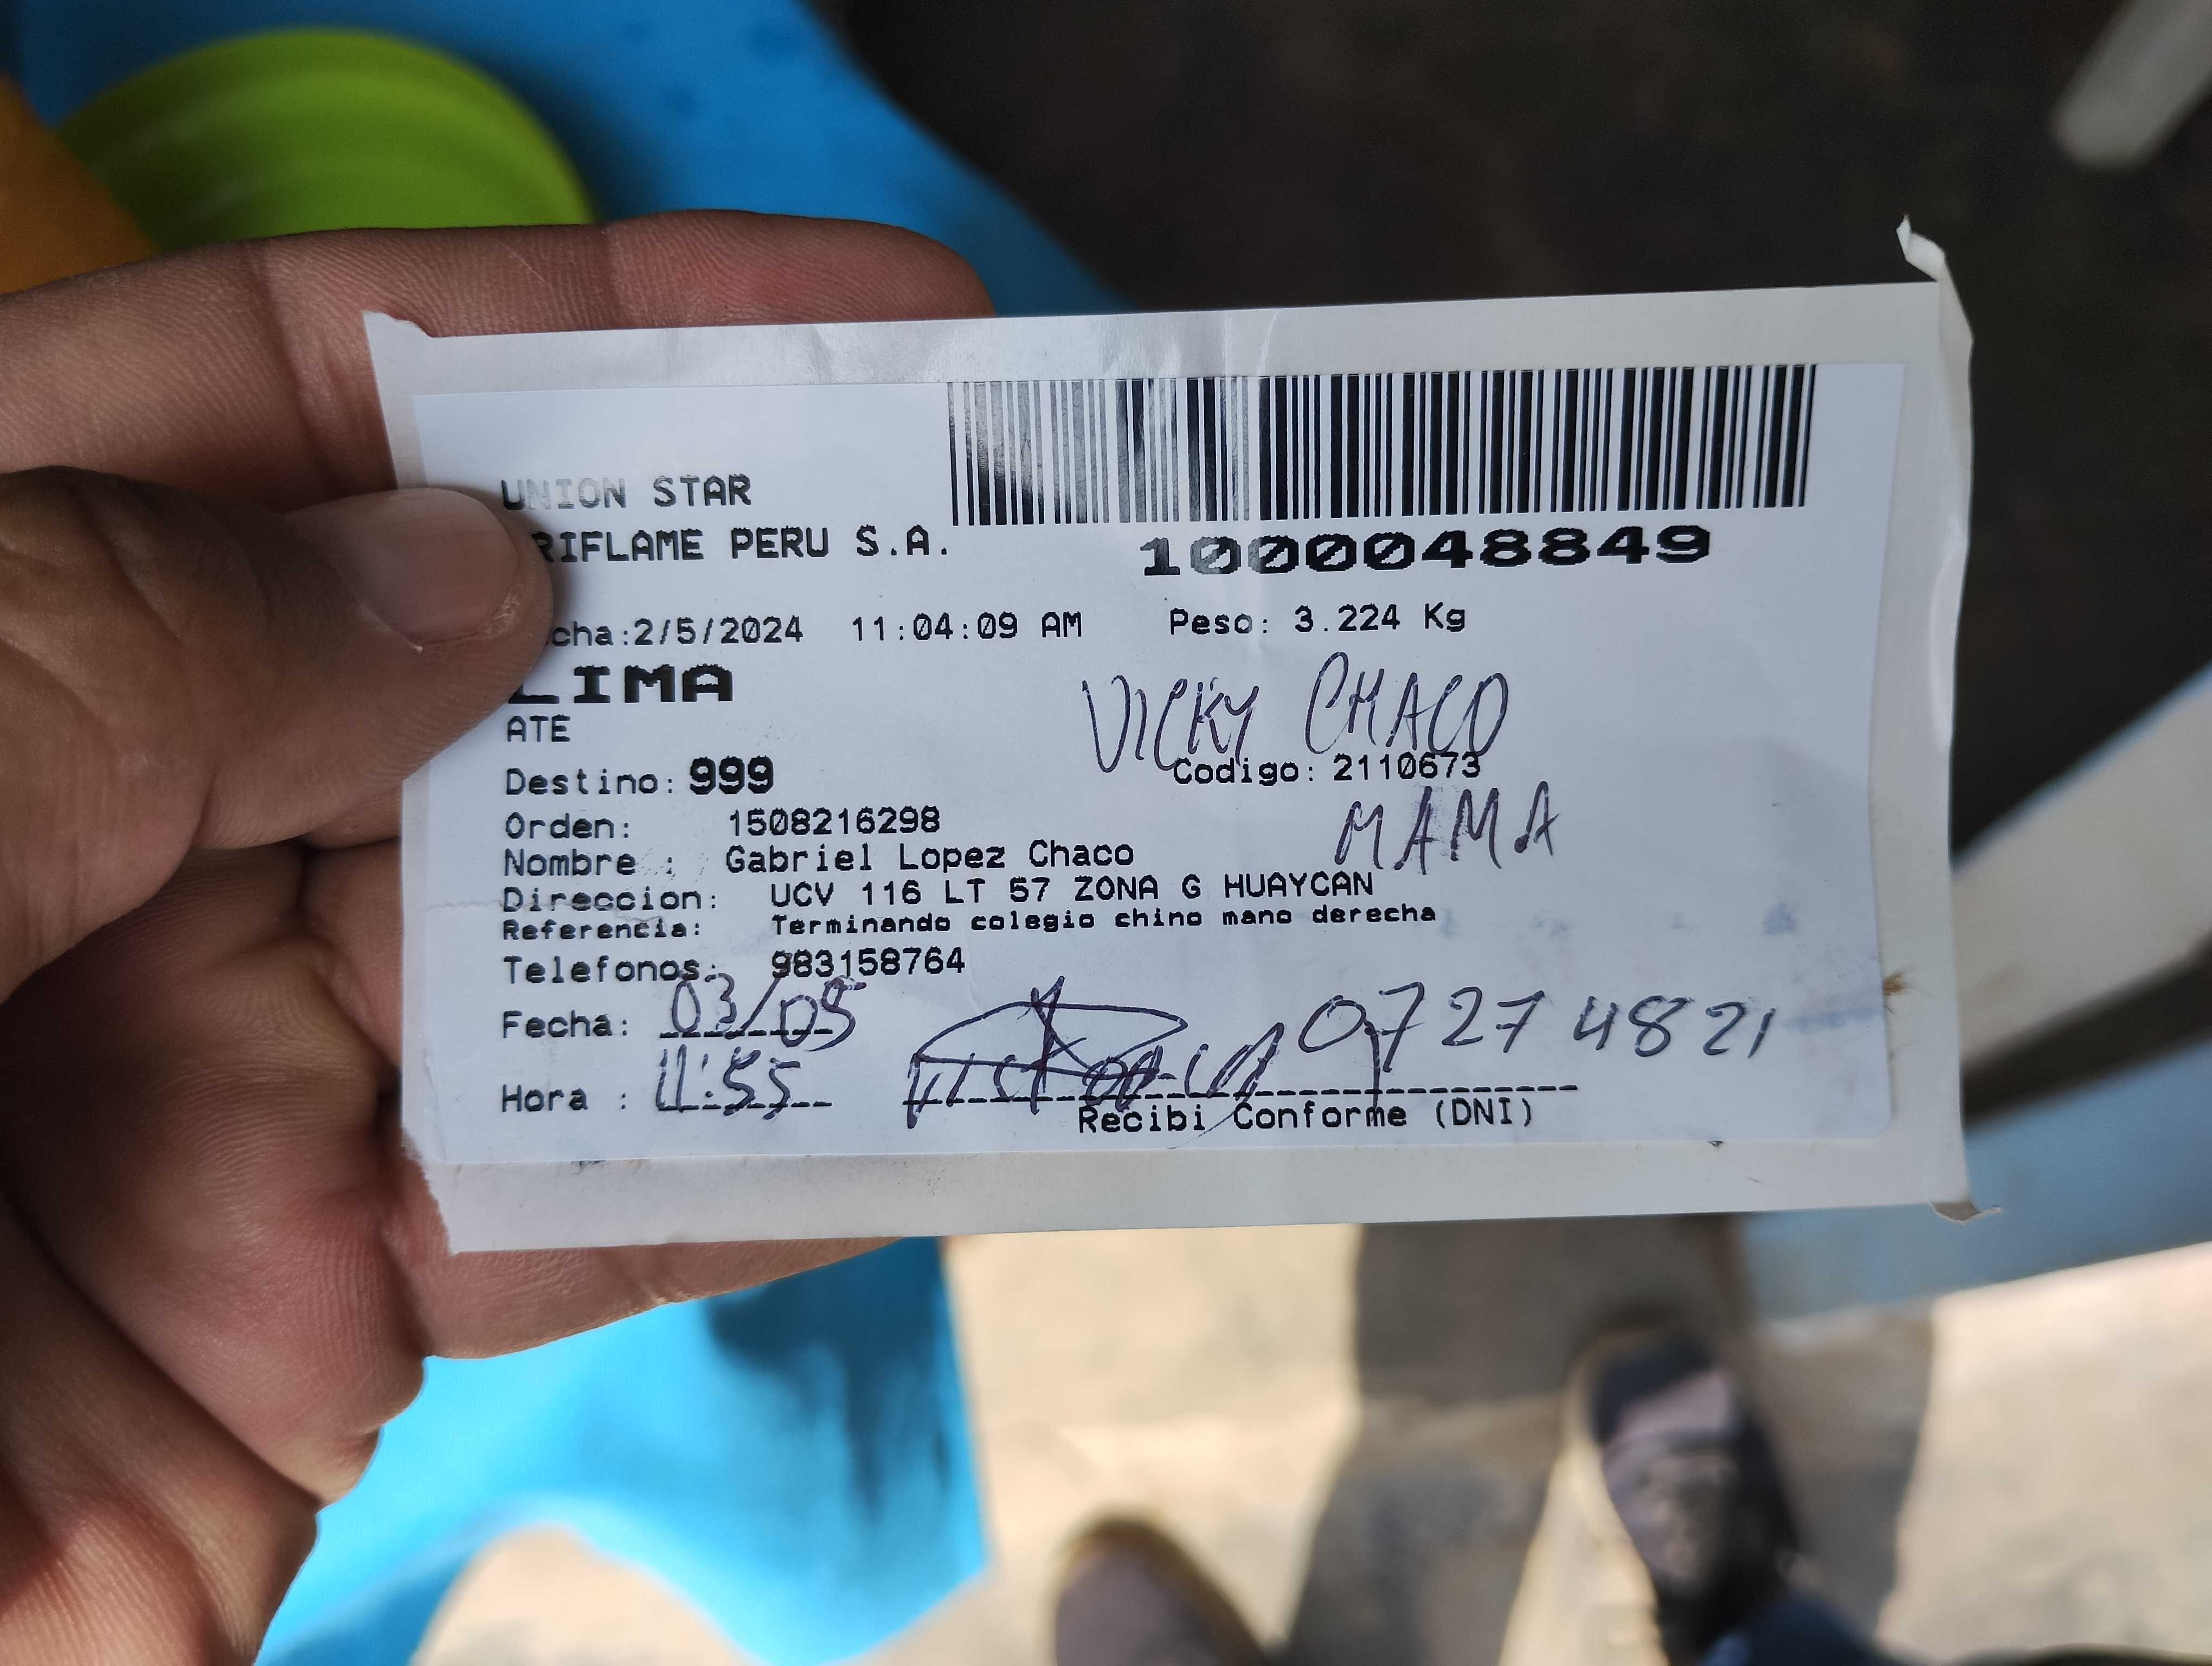 UNION STAR
RIFLAME PERU S.A.
1000048849
cha:2/5/2024 11:04:09 AM Peso: 3.224 Kg
LIMA
VICKY CHACO
ATE
Destino: 999 Codigo: 2110673
MAMA
Orden: 1508216298
Nombre : Gabriel Lopez Chaco
Direccion: UCV 116 LT 57 ZONA G HUAYCAN
Referencia: Terminando colegio chino mano derecha
Telefonos: 983158764
Fecha: 03/05 07274821
Hora : 11:55
Recibi Conforme (DNI)